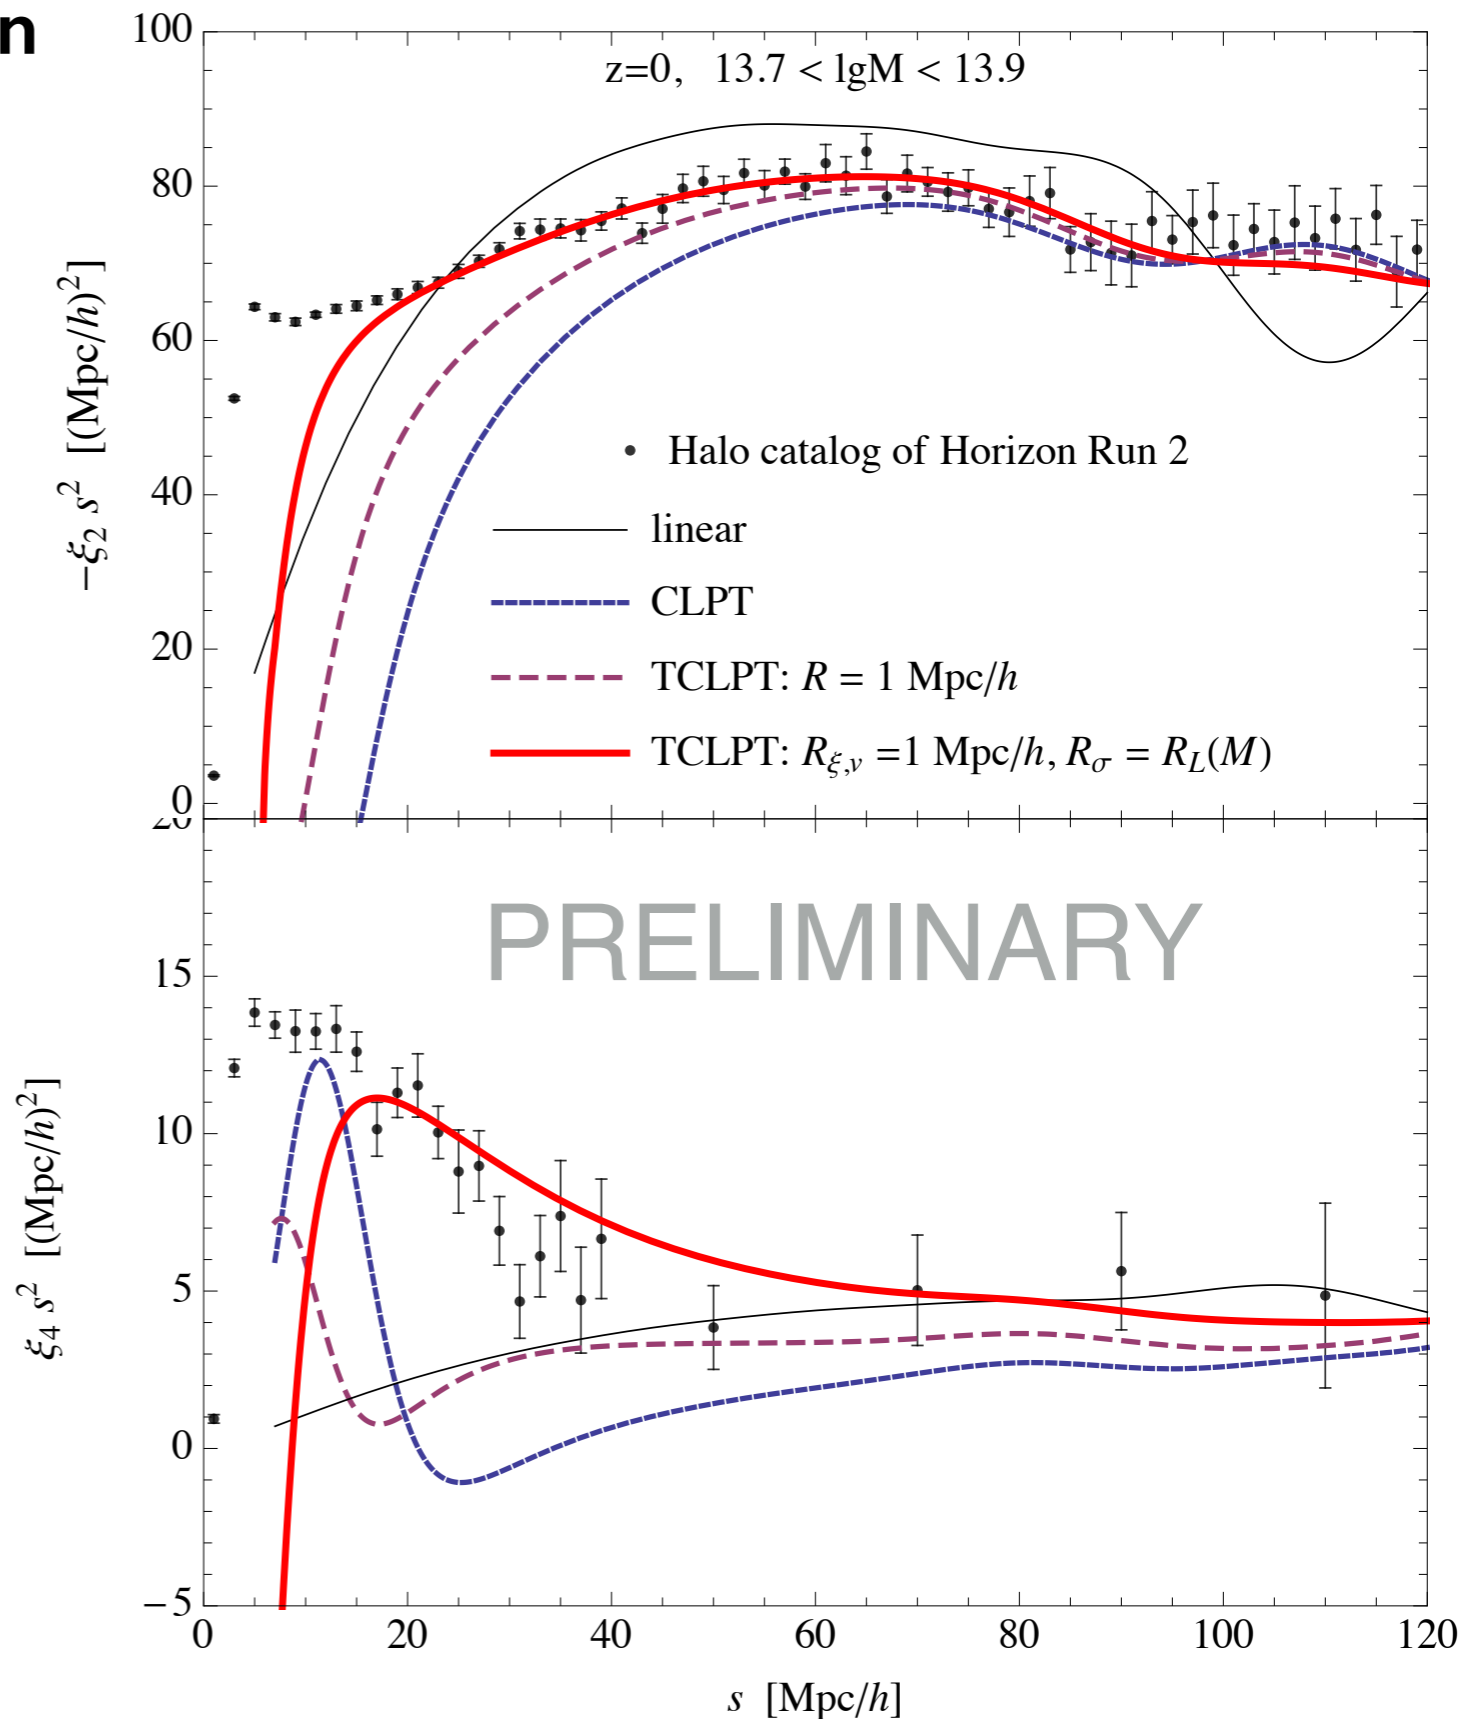 n
100
z=0, 13.7 < lgM < 13.9
80
60
−ξ₂ s² [(Mpc/h)²]
Halo catalog of Horizon Run 2
40
linear
CLPT
20
TCLPT: R = 1 Mpc/h
TCLPT: Rξ,v =1 Mpc/h, Rσ = RL(M)
0
20
PRELIMINARY
15
10
ξ₄ s² [(Mpc/h)²]
5
0
−5
0 20 40 60 80 100 120
s [Mpc/h]